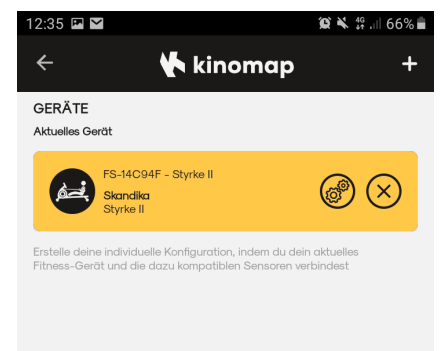 12:35 4G 66%
kinomap
GERÄTE
Aktuelles Gerät
FS-14C94F - Styrke II
Skandika
Styrke II
Erstelle deine individuelle Konfiguration, indem du dein aktuelles
Fitness-Gerät und die dazu kompatiblen Sensoren verbindest